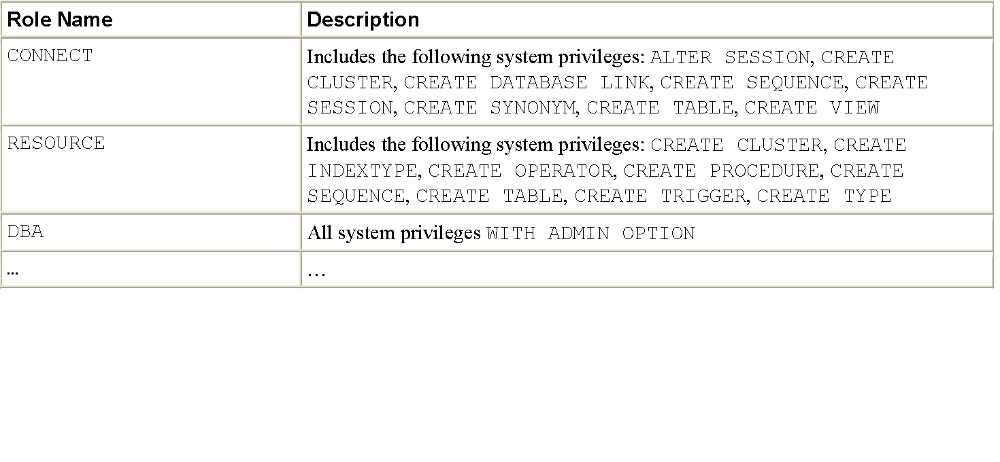 Role Name Description
CONNECT Includes the following system privileges: ALTER SESSION, CREATE
CLUSTER, CREATE DATABASE LINK, CREATE SEQUENCE, CREATE
SESSION, CREATE SYNONYM, CREATE TABLE, CREATE VIEW
RESOURCE Includes the following system privileges: CREATE CLUSTER, CREATE
INDEXTYPE, CREATE OPERATOR, CREATE PROCEDURE, CREATE
SEQUENCE, CREATE TABLE, CREATE TRIGGER, CREATE TYPE
DBA All system privileges WITH ADMIN OPTION
... …